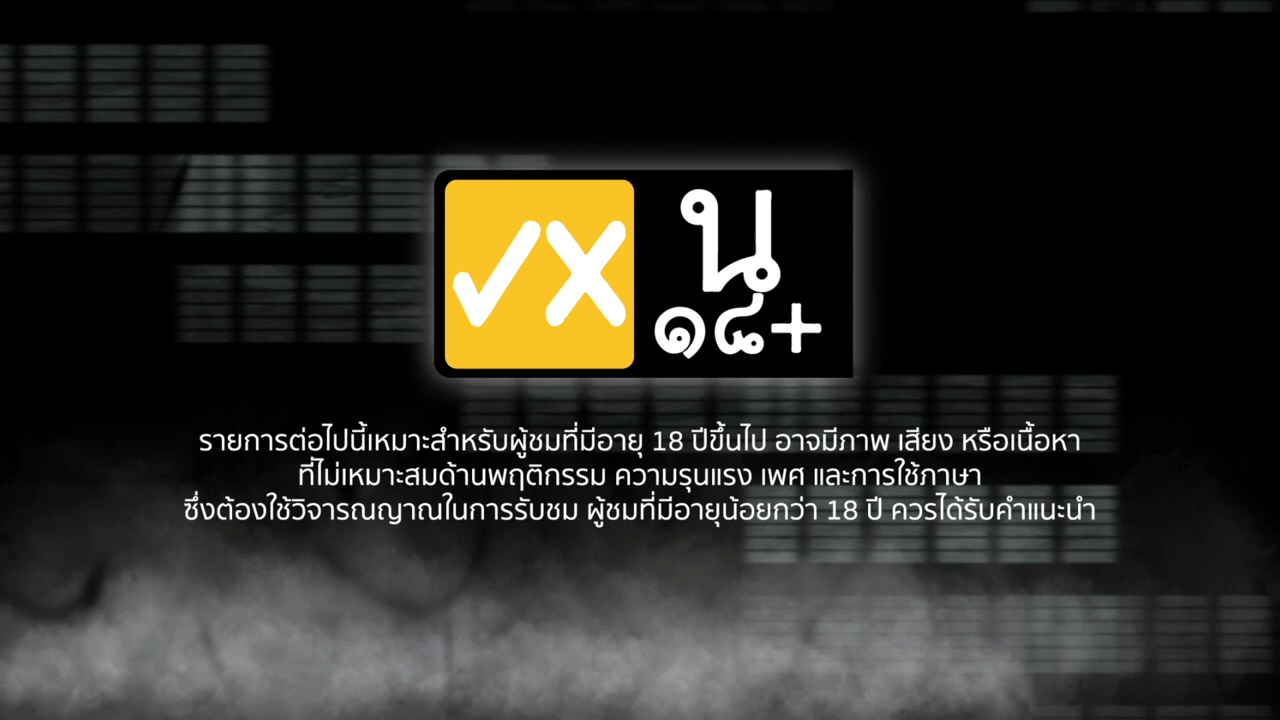 √X
น
๑๘+
รายการต่อไปนี้เหมาะสำหรับผู้ชมที่มีอายุ 18 ปีขึ้นไป อาจมีภาพ เสียง หรือเนื้อหา
ที่ไม่เหมาะสมด้านพฤติกรรม ความรุนแรง เพศ และการใช้ภาษา
ซึ่งต้องใช้วิจารณญาณในการรับชม ผู้ชมที่มีอายุน้อยกว่า 18 ปี ควรได้รับคำแนะนำ